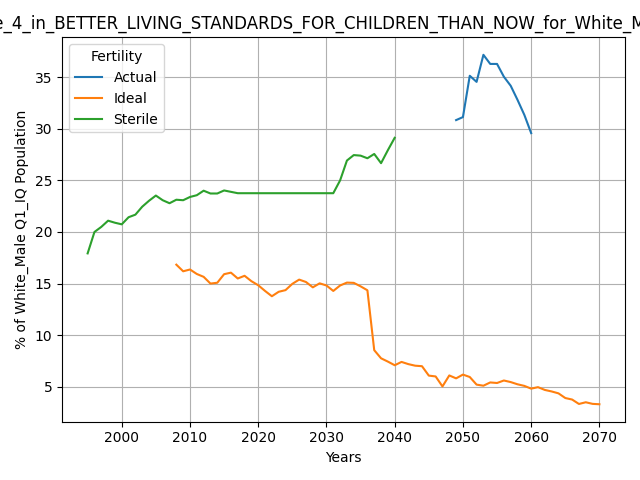 _4_in_BETTER_LIVING_STANDARDS_FOR_CHILDREN_THAN_NOW_for_White_M
Fertility
Actual
Ideal
Sterile
% of White_Male Q1_IQ Population
35
30
25
20
15
10
5
2000 2010 2020 2030 2040 2050 2060 2070
Years